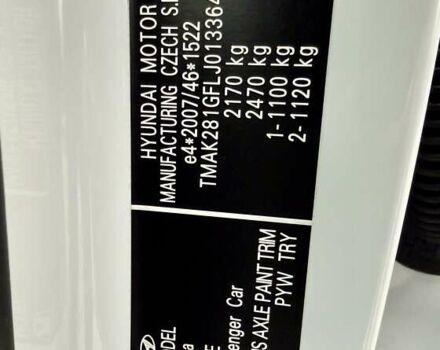 HYUNDAI MOTOR
MANUFACTURING CZECH S.
e4*2007/46*1522
TMAK281GFLJ013364
2170 kg
2470 kg
1-1100 kg
2-1120 kg
DEL
a
E
enger Car
S AXLE PAINT TRIM
PYW TRY